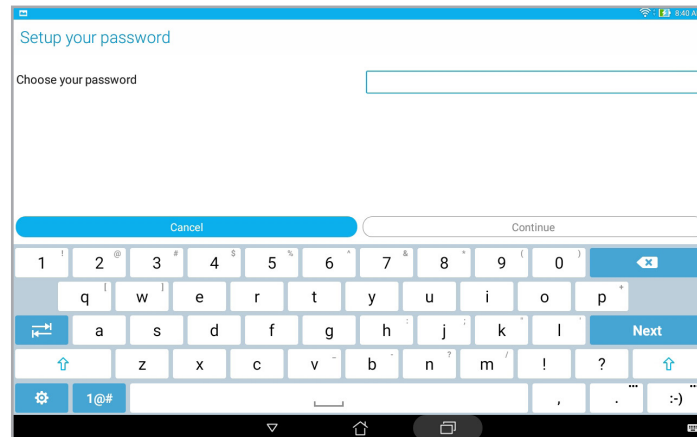 8:40 A
Setup your password
Choose your password
Cancel Continue
1 ! 2 @ 3 # 4 $ 5 % 6 ^ 7 & 8 * 9 ( 0 )
q [ w ] e r t y u i o p +
a s d f g h : j ; k " l ' Next
z x c v _ b - n ? m / ! ?
1@# , . ... :-) ...